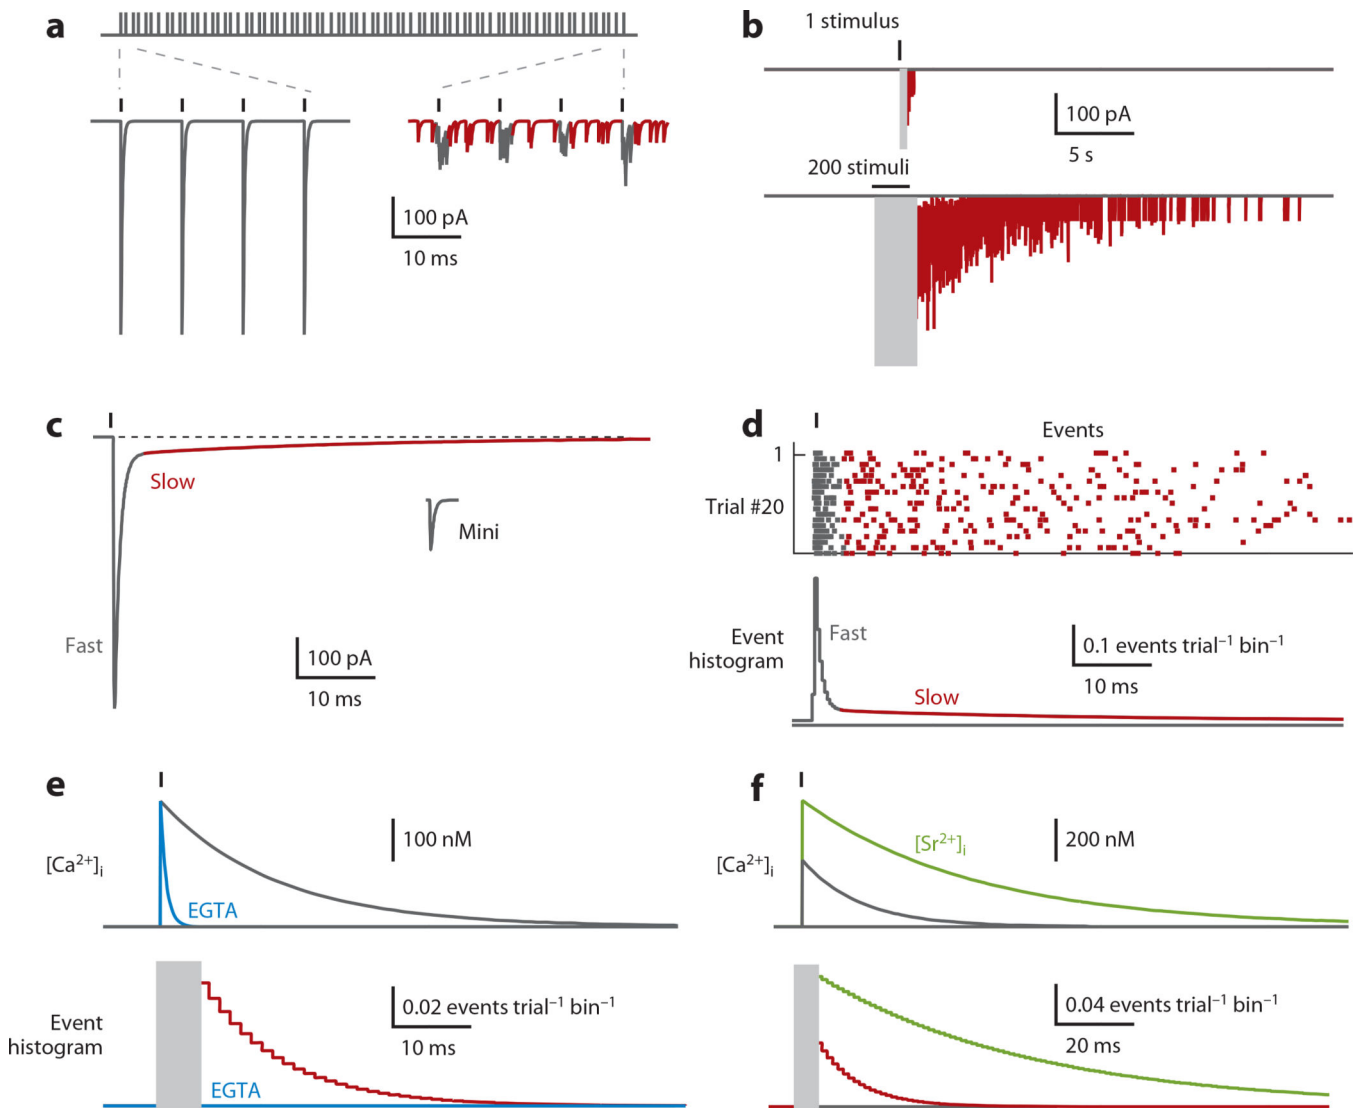 a
100 pA
10 ms
b
1 stimulus
100 pA
5 s
200 stimuli
c
Slow
Mini
Fast
100 pA
10 ms
d
Events
1
Trial #20
Event
histogram
Fast
0.1 events trial⁻¹ bin⁻¹
10 ms
Slow
e
100 nM
[Ca²⁺]ᵢ
EGTA
Event
histogram
0.02 events trial⁻¹ bin⁻¹
10 ms
EGTA
f
[Sr²⁺]ᵢ
200 nM
[Ca²⁺]ᵢ
Event
histogram
0.04 events trial⁻¹ bin⁻¹
20 ms